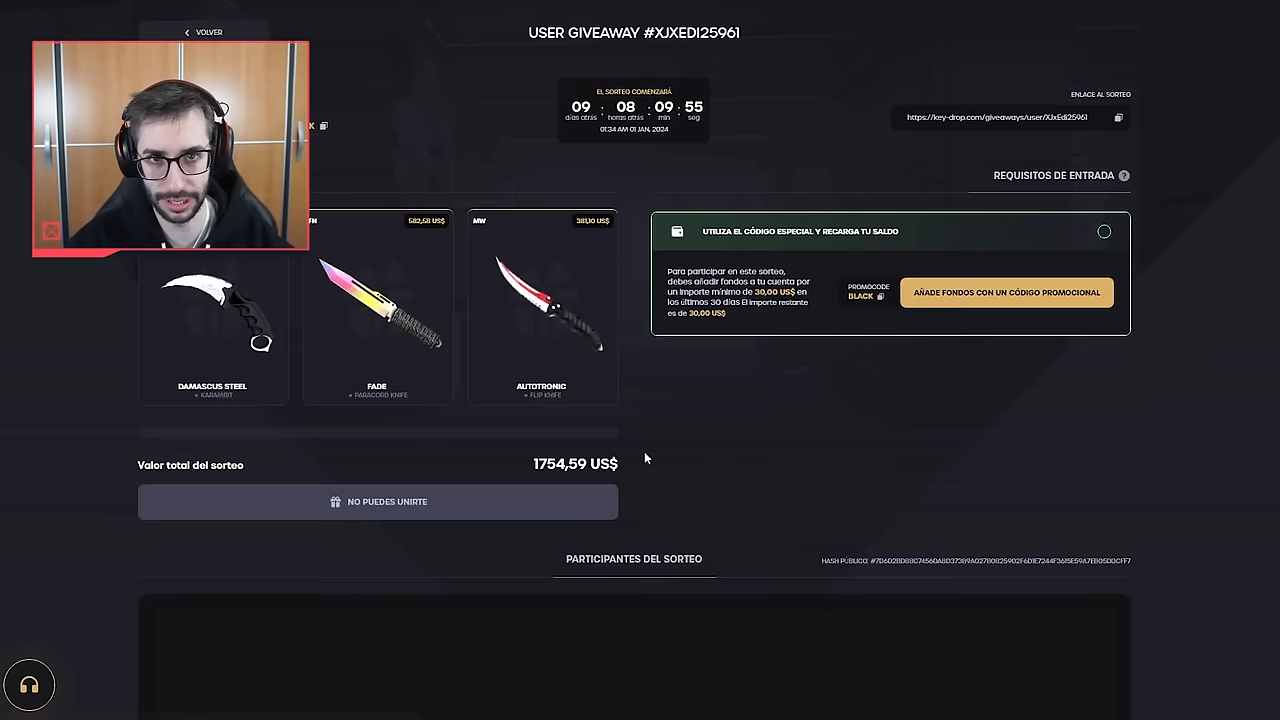 VOLVER
USER GIVEAWAY #XJXEDI25961
EL SORTEO COMENZARÁ
09 : 08 : 09 : 55
días atrás horas atrás min seg
01:34 AM 01 JAN, 2024
ENLACE AL SORTEO
https://key-drop.com/giveaways/user/XJxEdi25961
K
REQUISITOS DE ENTRADA ?
FN 582,58 US$
MW 381,10 US$
UTILIZA EL CÓDIGO ESPECIAL Y RECARGA TU SALDO
Para participar en este sorteo,
debes añadir fondos a tu cuenta por
un importe mínimo de 30,00 US$ en
los últimos 30 días El importe restante
es de 30,00 US$
PROMOCODE
BLACK
AÑADE FONDOS CON UN CÓDIGO PROMOCIONAL
DAMASCUS STEEL
KARAMBIT
FADE
PARACORD KNIFE
AUTOTRONIC
FLIP KNIFE
Valor total del sorteo 1754,59 US$
NO PUEDES UNIRTE
PARTICIPANTES DEL SORTEO
HASH PÚBLICO: